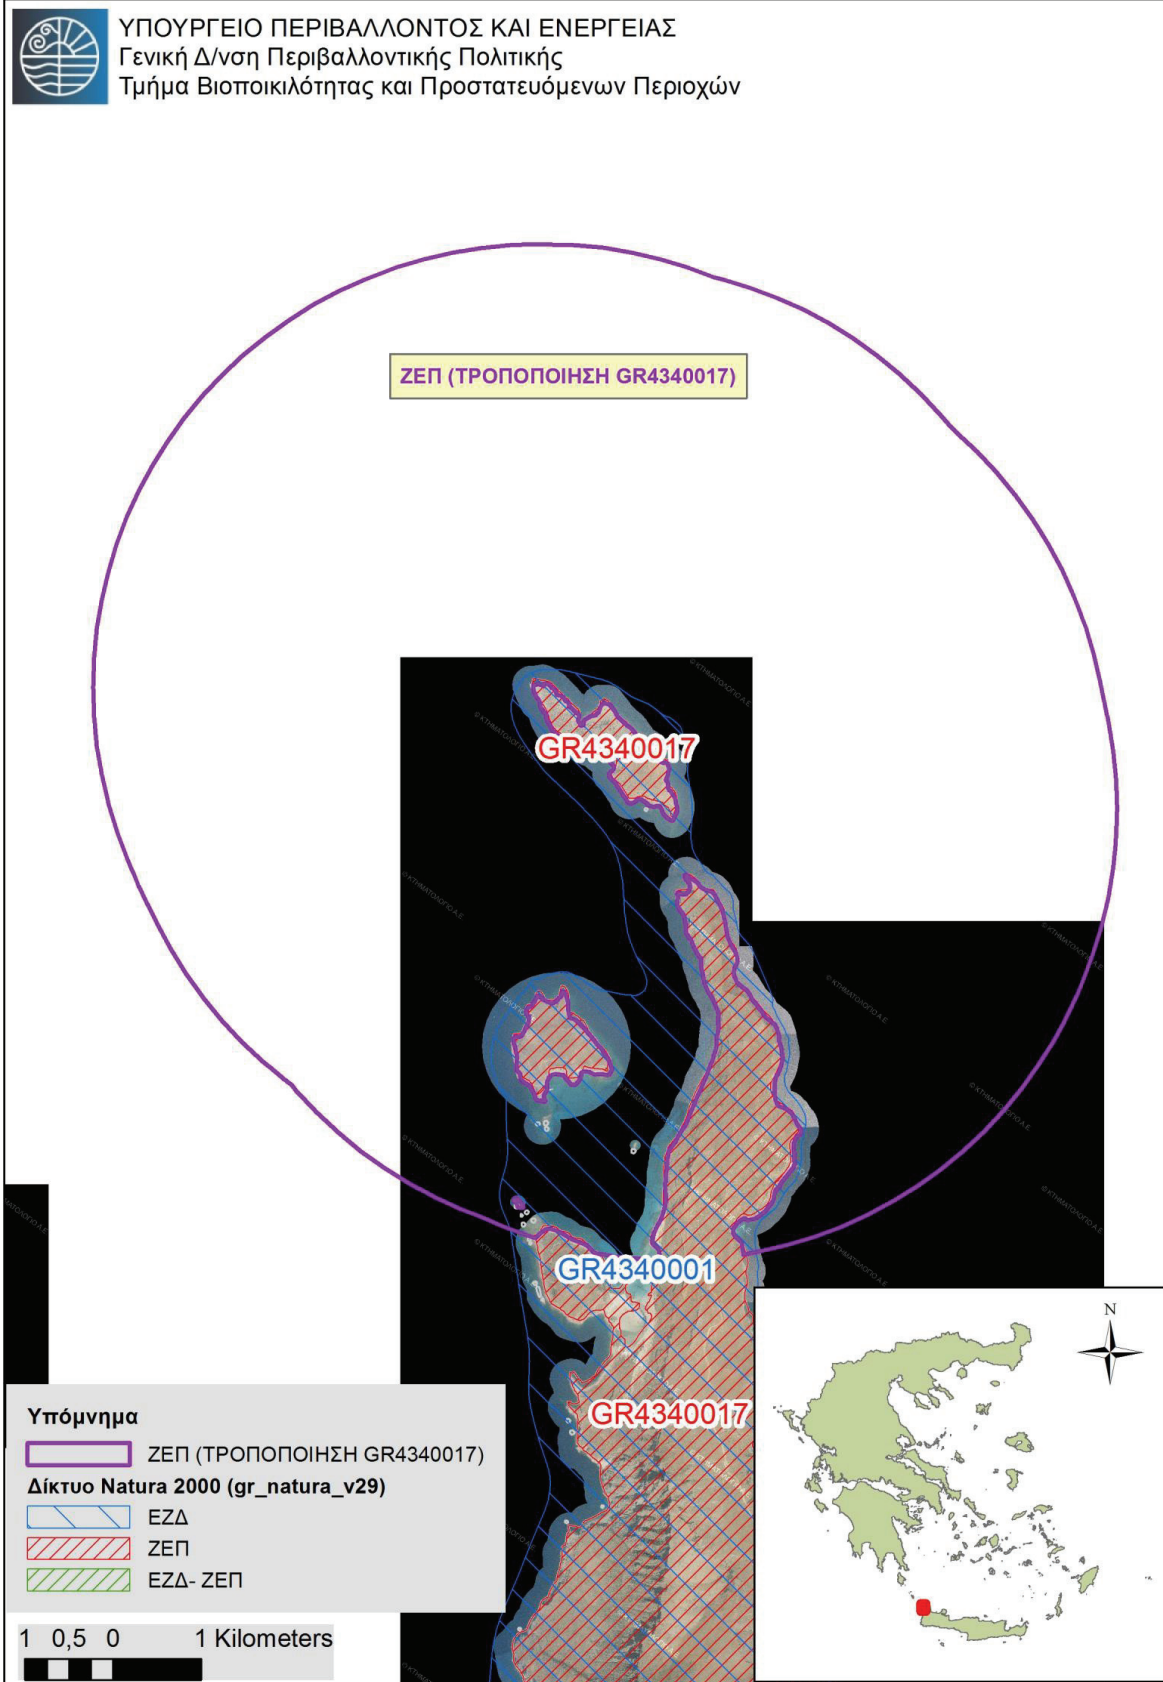 ΥΠΟΥΡΓΕΙΟ ΠΕΡΙΒΑΛΛΟΝΤΟΣ ΚΑΙ ΕΝΕΡΓΕΙΑΣ
Γενική Δ/νση Περιβαλλοντικής Πολιτικής
Τμήμα Βιοποικιλότητας και Προστατευόμενων Περιοχών
ΖΕΠ (ΤΡΟΠΟΠΟΙΗΣΗ GR4340017)
© ΚΤΗΜΑΤΟΛΟΓΙΟ Α.Ε.
GR4340017
GR4340001
GR4340017
N
Υπόμνημα
ΖΕΠ (ΤΡΟΠΟΠΟΙΗΣΗ GR4340017)
Δίκτυο Natura 2000 (gr_natura_v29)
ΕΖΔ
ΖΕΠ
ΕΖΔ- ΖΕΠ
1 0,5 0 1 Kilometers